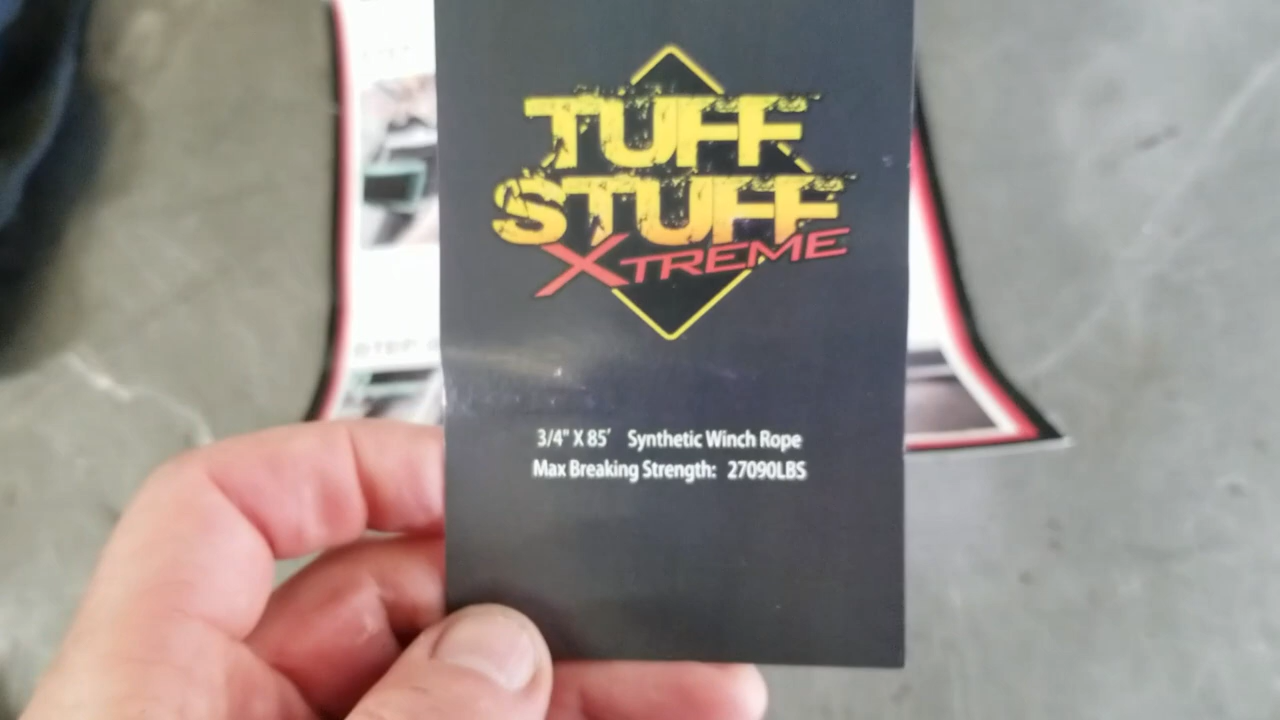 TUFF
STUFF
XTREME
3/4" X 85' Synthetic Winch Rope
Max Breaking Strength: 27090LBS